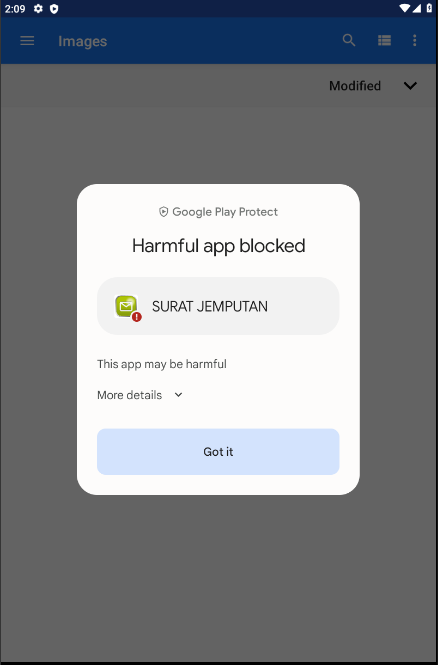 2:09
Images
Modified
Google Play Protect
Harmful app blocked
SURAT JEMPUTAN
This app may be harmful
More details
Got it